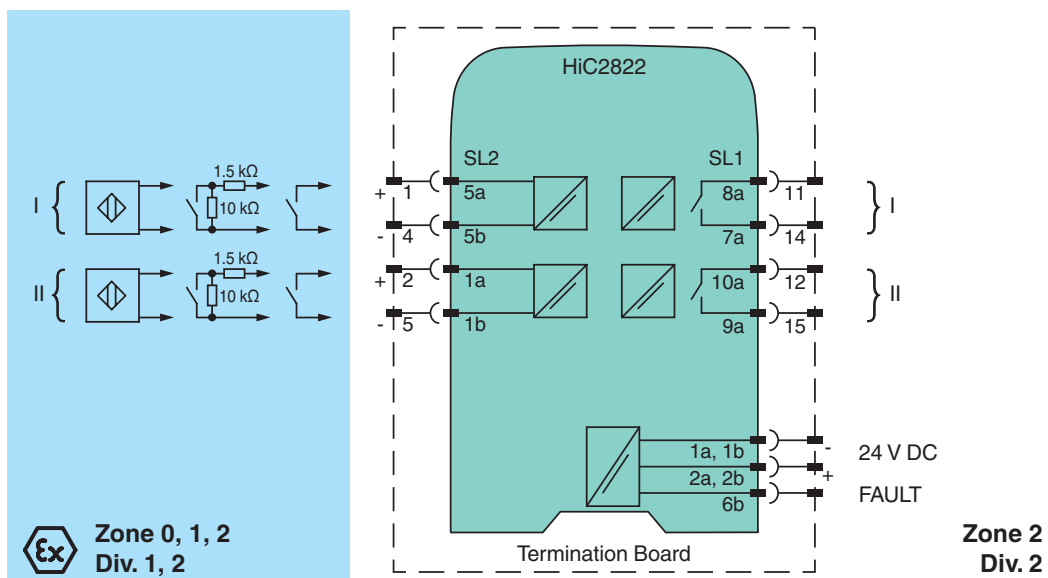 HiC2822
SL2 SL1
I
+ 1 5a
- 4 5b
1.5 kΩ
10 kΩ
8a 11
7a 14
I
II
+ 2 1a
- 5 1b
1.5 kΩ
10 kΩ
10a 12
9a 15
II
1a, 1b -
24 V DC
2a, 2b +
6b FAULT
Termination Board
Ex
Zone 0, 1, 2
Div. 1, 2
Zone 2
Div. 2